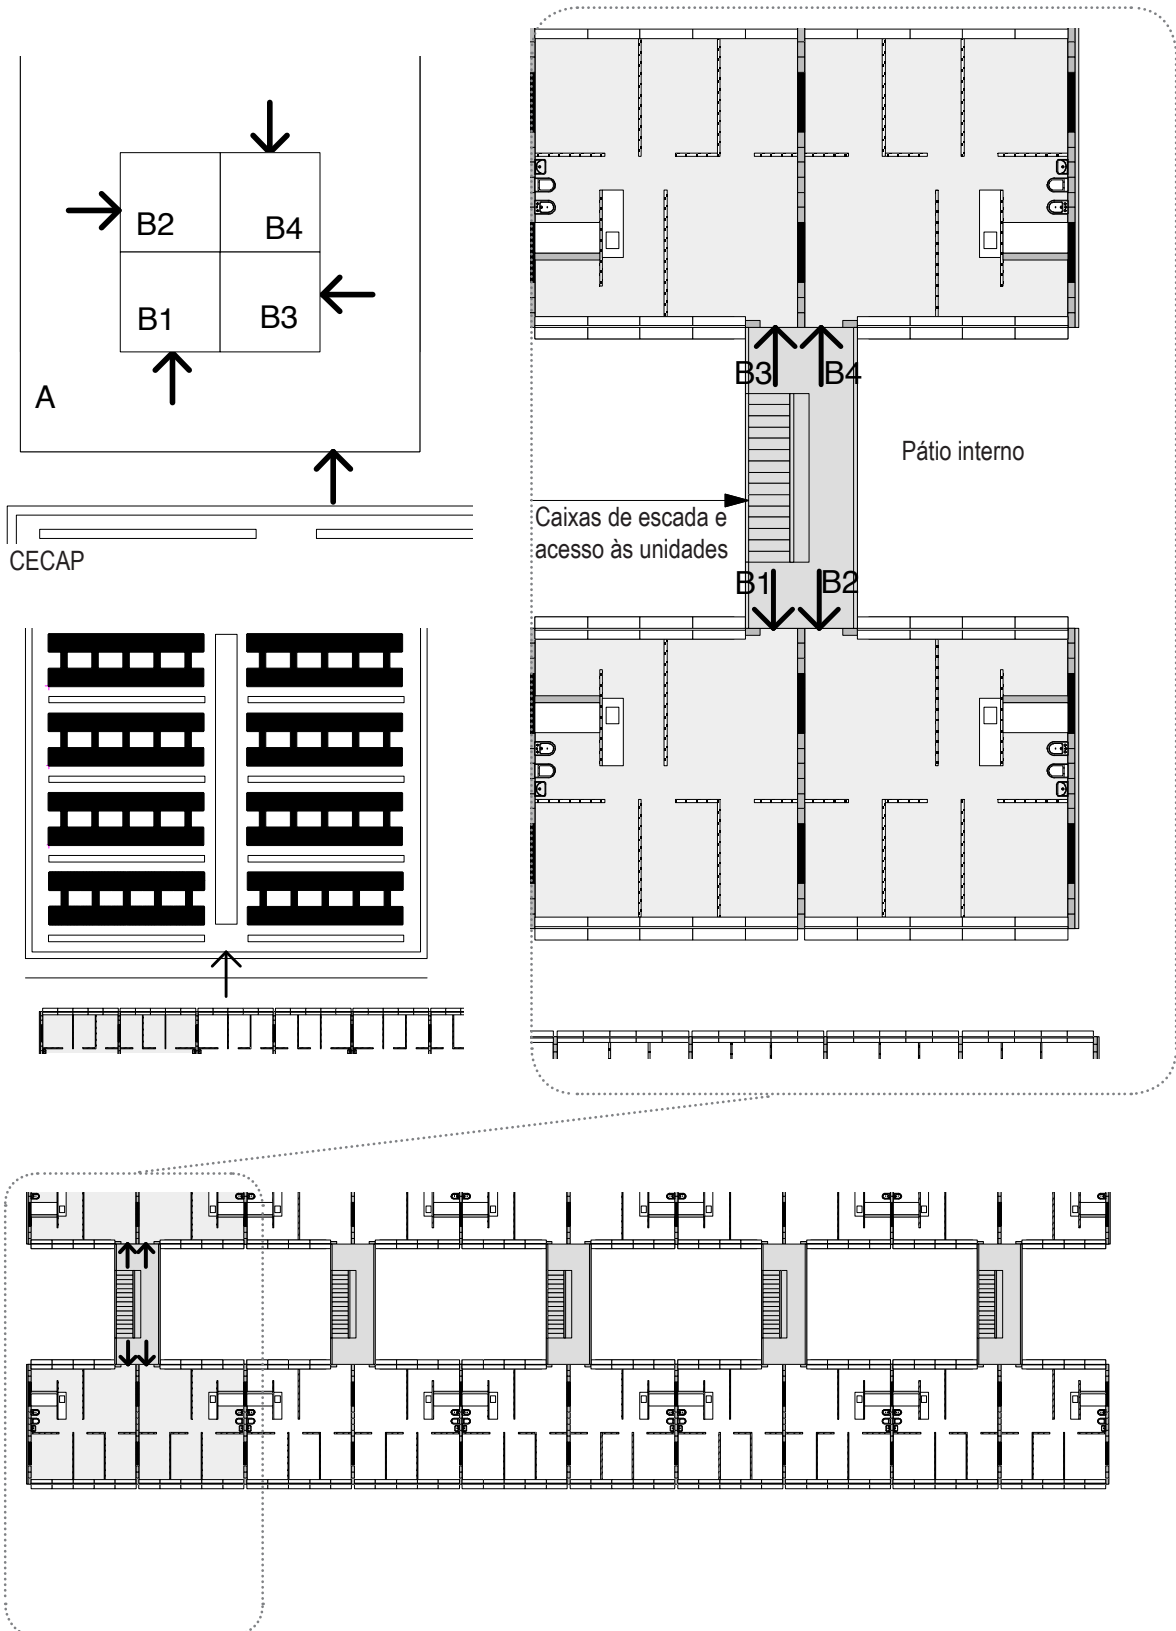 B2
B4
B1
B3
A
CECAP
B3
B4
Pátio interno
Caixas de escada e
acesso às unidades
B1
B2